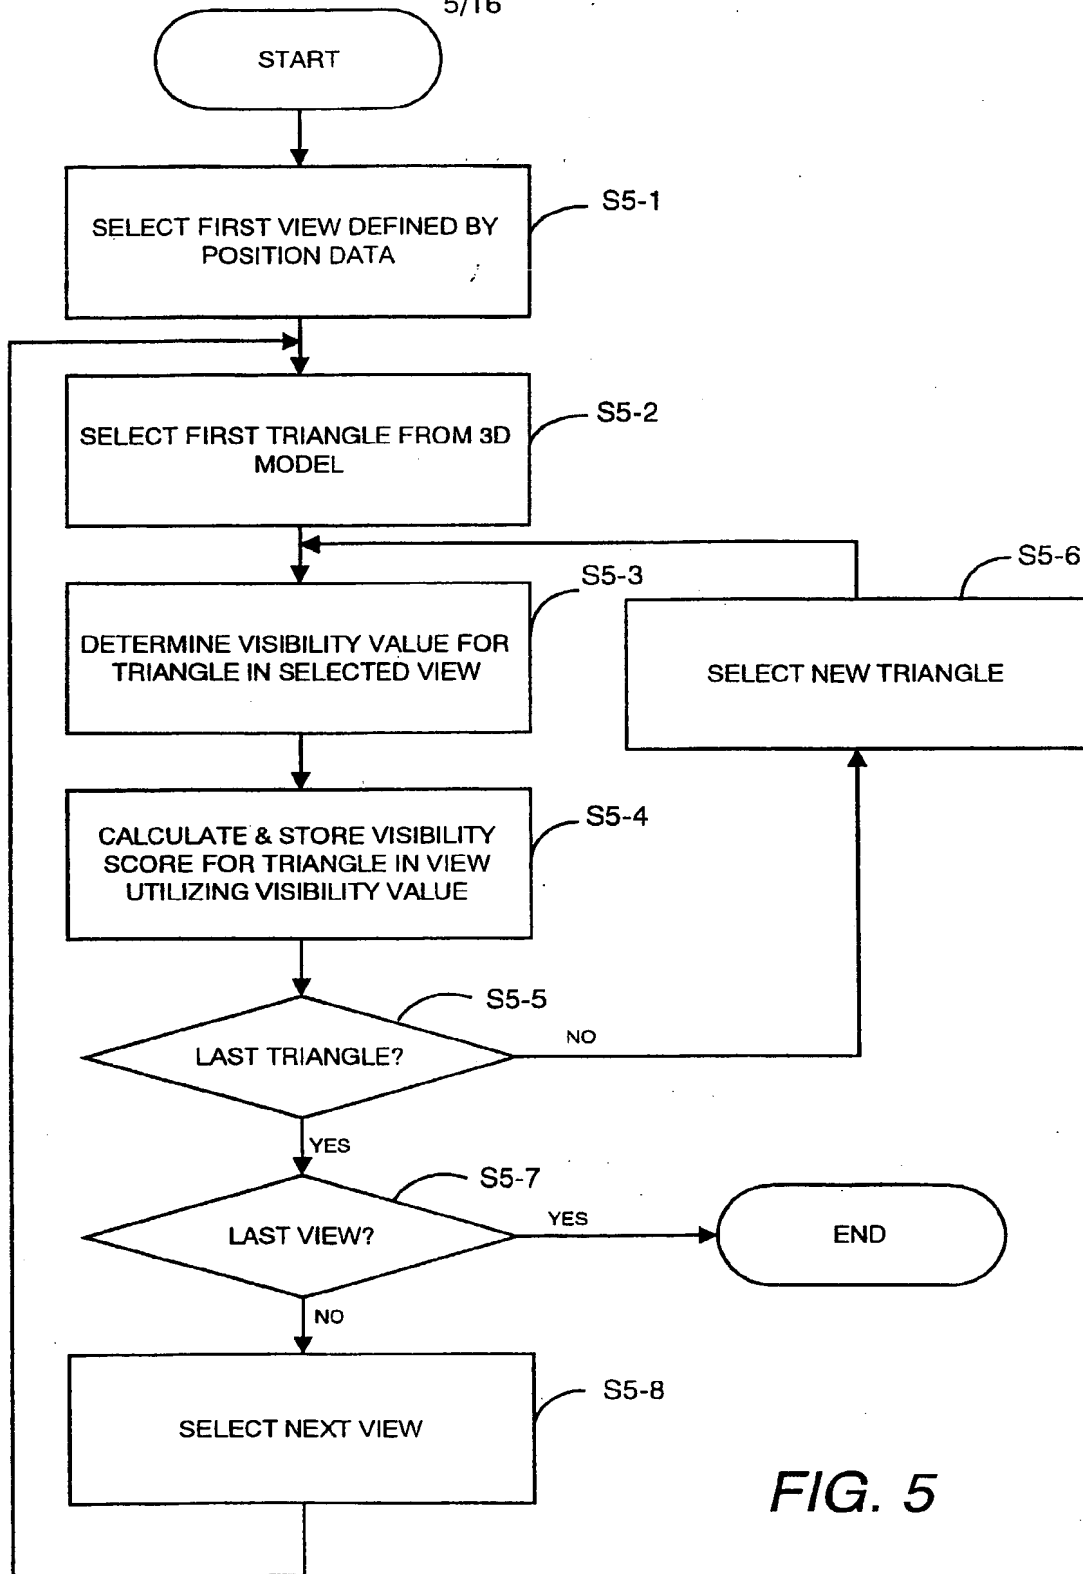 5/16
START
SELECT FIRST VIEW DEFINED BY
POSITION DATA
S5-1
SELECT FIRST TRIANGLE FROM 3D
MODEL
S5-2
DETERMINE VISIBILITY VALUE FOR
TRIANGLE IN SELECTED VIEW
S5-3
SELECT NEW TRIANGLE
S5-6
CALCULATE & STORE VISIBILITY
SCORE FOR TRIANGLE IN VIEW
UTILIZING VISIBILITY VALUE
S5-4
LAST TRIANGLE?
S5-5
NO
YES
LAST VIEW?
S5-7
YES
END
NO
SELECT NEXT VIEW
S5-8
FIG. 5